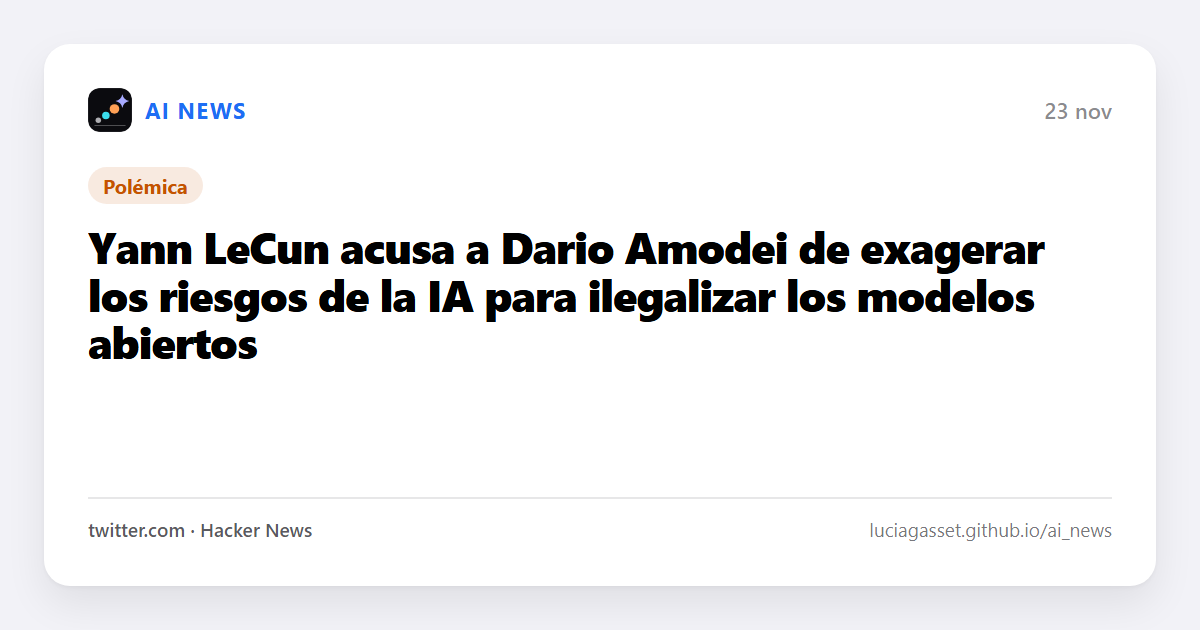 AI NEWS
23 nov
Polémica
Yann LeCun acusa a Dario Amodei de exagerar
los riesgos de la IA para ilegalizar los modelos
abiertos
twitter.com · Hacker News
luciagasset.github.io/ai_news